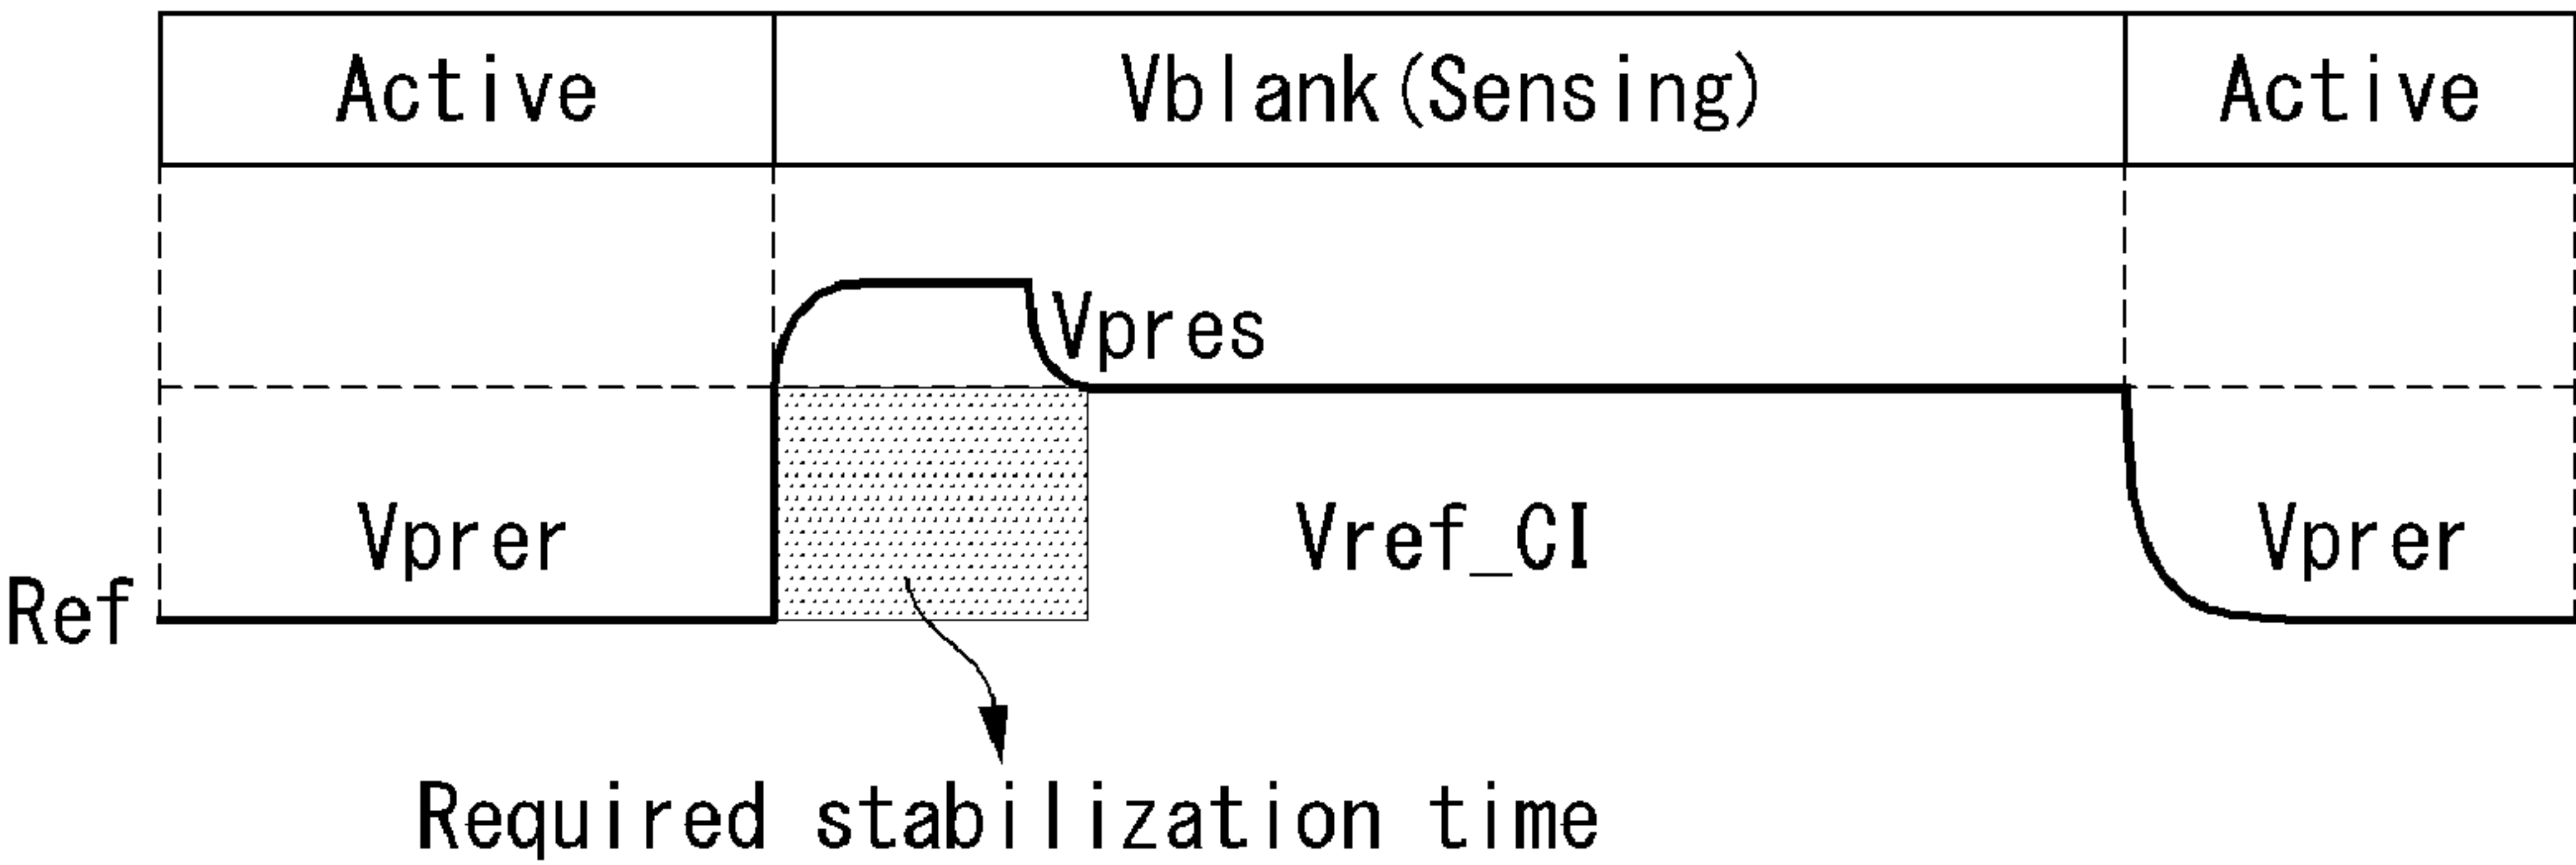 Active Vblank(Sensing) Active
Vpres
Vprer Vref_CI Vprer
Ref
Required stabilization time